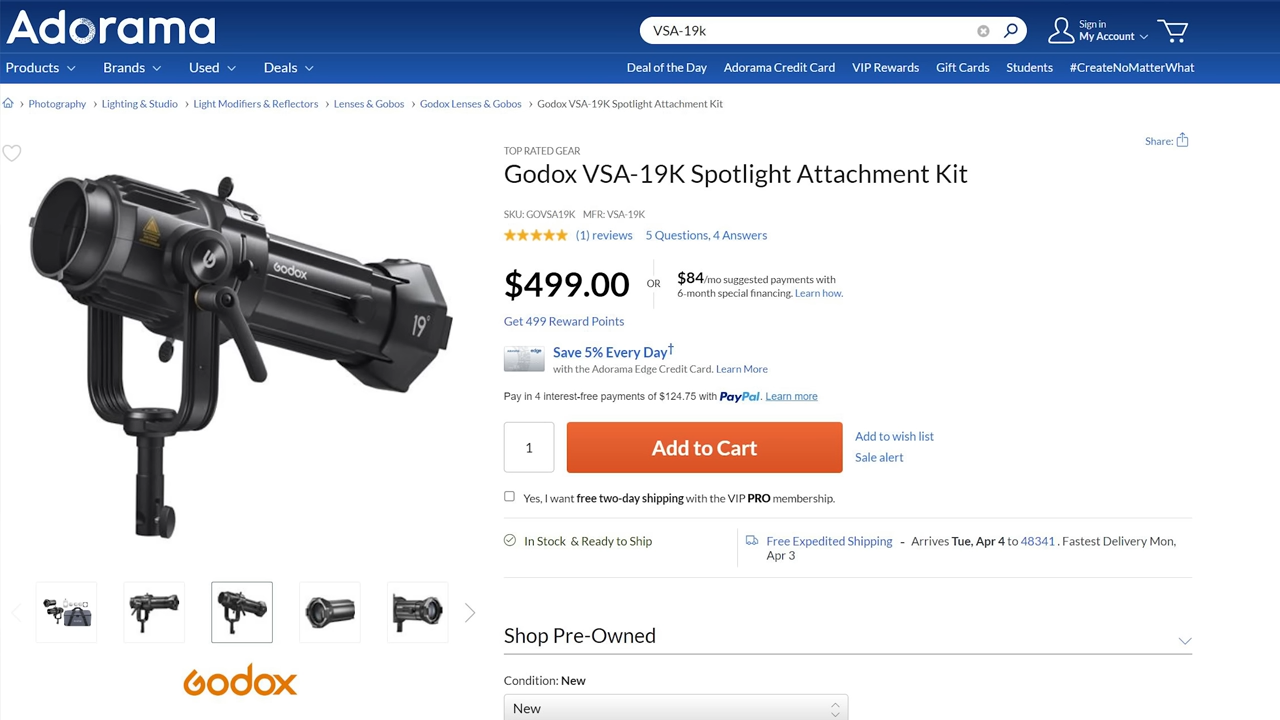 Adorama
VSA-19k
Sign in
My Account
Products
Brands
Used
Deals
Deal of the Day
Adorama Credit Card
VIP Rewards
Gift Cards
Students
#CreateNoMatterWhat
› Photography › Lighting & Studio › Light Modifiers & Reflectors › Lenses & Gobos › Godox Lenses & Gobos › Godox VSA-19K Spotlight Attachment Kit
Share:
TOP RATED GEAR
Godox VSA-19K Spotlight Attachment Kit
SKU: GOVSA19K MFR: VSA-19K
(1) reviews 5 Questions, 4 Answers
$499.00
OR
$84/mo suggested payments with
6-month special financing. Learn how.
Get 499 Reward Points
Save 5% Every Day†
with the Adorama Edge Credit Card. Learn More
Pay in 4 interest-free payments of $124.75 with PayPal. Learn more
1
Add to Cart
Add to wish list
Sale alert
Yes, I want free two-day shipping with the VIP PRO membership.
In Stock & Ready to Ship
Free Expedited Shipping - Arrives Tue, Apr 4 to 48341. Fastest Delivery Mon,
Apr 3
Godox
19°
Godox
Shop Pre-Owned
Condition: New
New